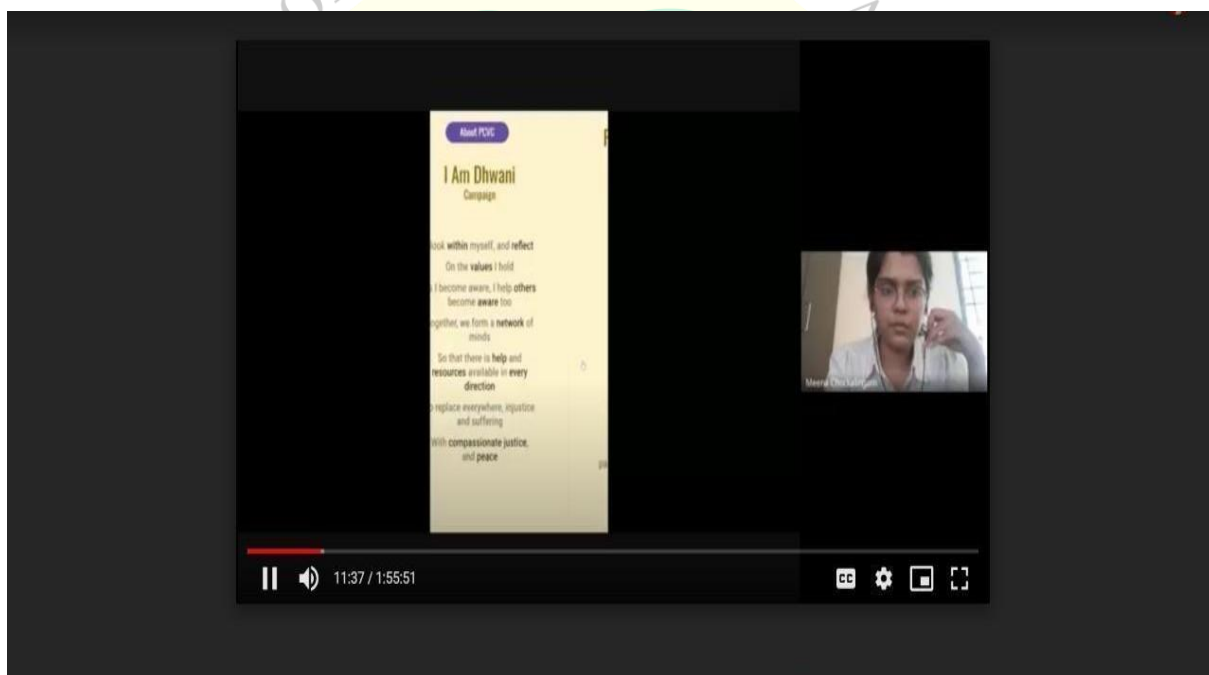 About PCVC
I Am Dhwani
Campaign
look within myself, and reflect
On the values I hold
I become aware, I help others
become aware too
together, we form a network of
minds
So that there is help and
resources available in every
direction
replace everywhere, injustice
and suffering
With compassionate justice,
and peace
Meena
11:37 / 1:55:51
CC